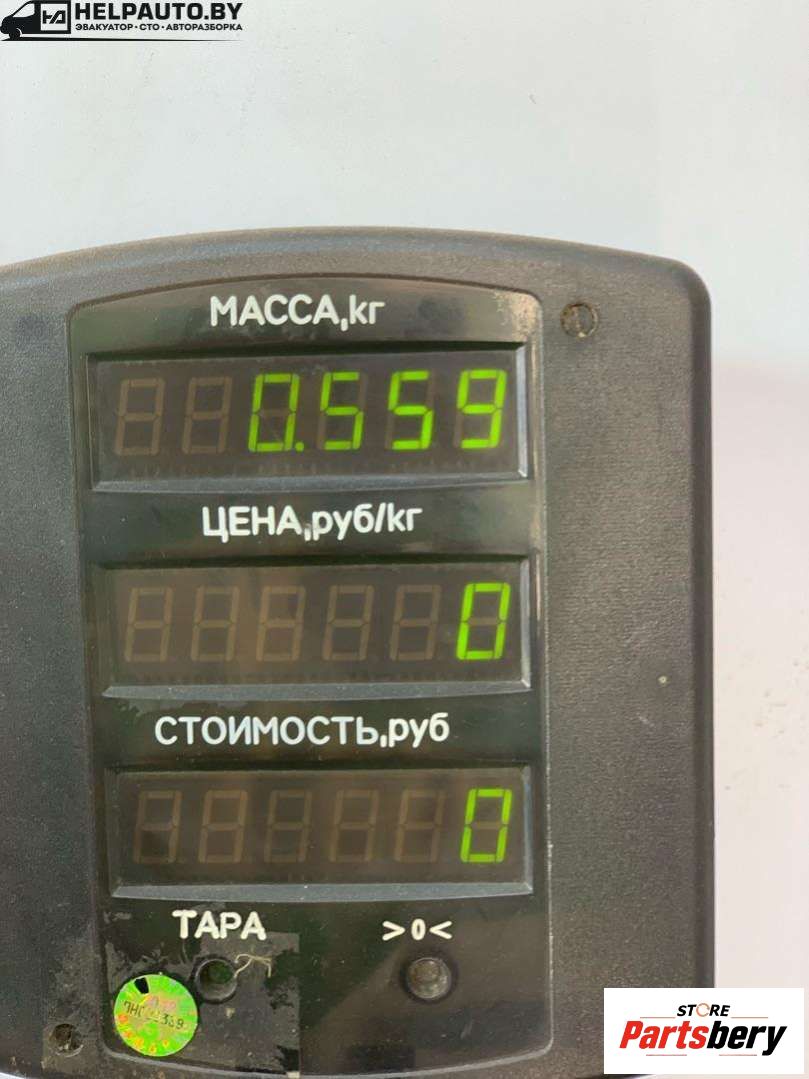 HELPAUTO.BY
ЭВАКУАТОР•СТО•АВТОРАЗБОРКА
МАССА,кг
0.559
ЦЕНА,руб/кг
0
СТОИМОСТЬ,руб
0
ТАРА >0<
STORE
Partsbery